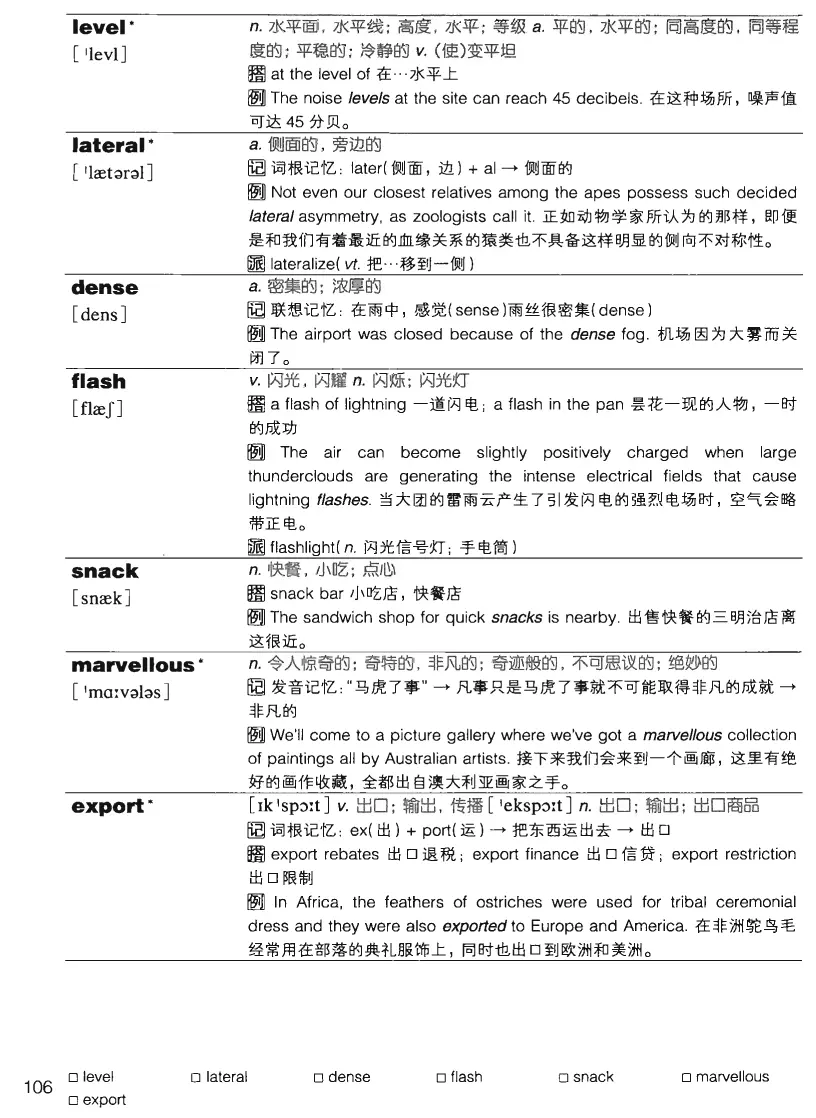 level*
[ˈlevl]
n. 水平面, 水平线; 高度, 水平; 等级 a. 平的, 水平的; 同高度的, 同等程
度的; 平稳的; 冷静的 v. (使)变平坦
搭 at the level of 在…水平上
例 The noise levels at the site can reach 45 decibels. 在这种场所，噪声值
可达 45 分贝。
lateral*
[ˈlætərəl]
a. 侧面的, 旁边的
记 词根记忆: later(侧面，边) + al → 侧面的
例 Not even our closest relatives among the apes possess such decided
lateral asymmetry, as zoologists call it. 正如动物学家所认为的那样，即便
是和我们有着最近的血缘关系的猿类也不具备这样明显的侧向不对称性。
派 lateralize(vt. 把…移到一侧)
dense
[dens]
a. 密集的; 浓厚的
记 联想记忆: 在雨中，感觉(sense)雨丝很密集(dense)
例 The airport was closed because of the dense fog. 机场因为大雾而关
闭了。
flash
[flæʃ]
v. 闪光, 闪耀 n. 闪烁; 闪光灯
搭 a flash of lightning 一道闪电; a flash in the pan 昙花一现的人物，一时
的成功
例 The air can become slightly positively charged when large
thunderclouds are generating the intense electrical fields that cause
lightning flashes. 当大团的雷雨云产生了引发闪电的强烈电场时，空气会略
带正电。
派 flashlight(n. 闪光信号灯; 手电筒)
snack
[snæk]
n. 快餐, 小吃; 点心
搭 snack bar 小吃店，快餐店
例 The sandwich shop for quick snacks is nearby. 出售快餐的三明治店离
这很近。
marvellous*
[ˈmɑːvələs]
n. 令人惊奇的; 奇特的, 非凡的; 奇迹般的, 不可思议的; 绝妙的
记 发音记忆: "马虎了事" → 凡事只是马虎了事就不可能取得非凡的成就 →
非凡的
例 We'll come to a picture gallery where we've got a marvellous collection
of paintings all by Australian artists. 接下来我们会来到一个画廊，这里有绝
好的画作收藏，全都出自澳大利亚画家之手。
export*
[ɪkˈspɔːt] v. 出口; 输出, 传播 [ˈekspɔːt] n. 出口; 输出; 出口商品
记 词根记忆: ex(出) + port(运) → 把东西运出去 → 出口
搭 export rebates 出口退税; export finance 出口信贷; export restriction
出口限制
例 In Africa, the feathers of ostriches were used for tribal ceremonial
dress and they were also exported to Europe and America. 在非洲鸵鸟毛
经常用在部落的典礼服饰上，同时也出口到欧洲和美洲。
106 □ level □ lateral □ dense □ flash □ snack □ marvellous
□ export